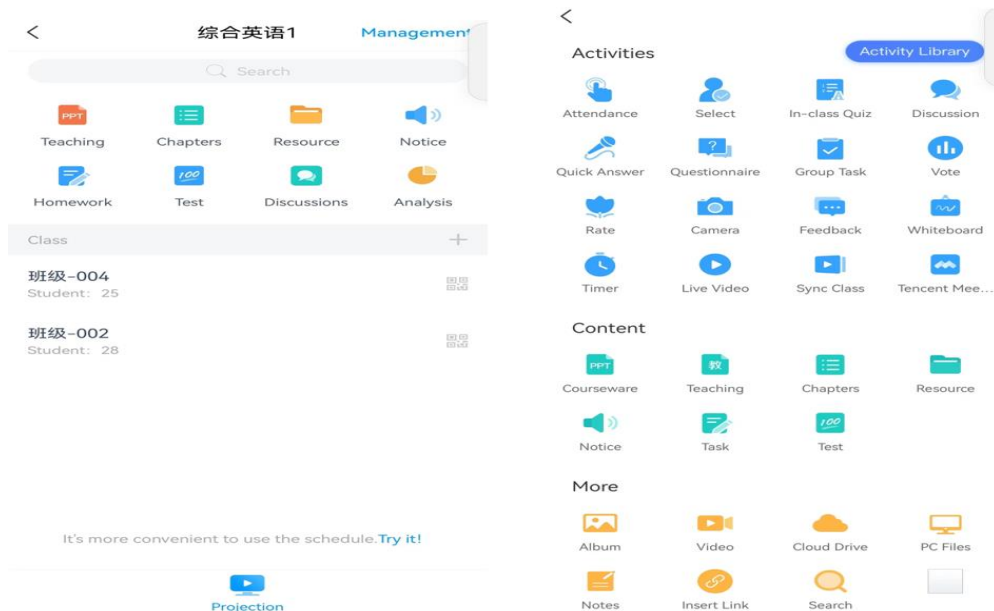 综合英语1
Management
Search
PPT
Teaching Chapters Resource Notice
100
Homework Test Discussions Analysis
Class
班级-004
Student: 25
班级-002
Student: 28
It's more convenient to use the schedule.Try it!
Projection
Activities
Activity Library
Attendance Select In-class Quiz Discussion
Quick Answer Questionnaire Group Task Vote
Rate Camera Feedback Whiteboard
Timer Live Video Sync Class Tencent Mee...
Content
PPT 教
Courseware Teaching Chapters Resource
100
Notice Task Test
More
Album Video Cloud Drive PC Files
Notes Insert Link Search